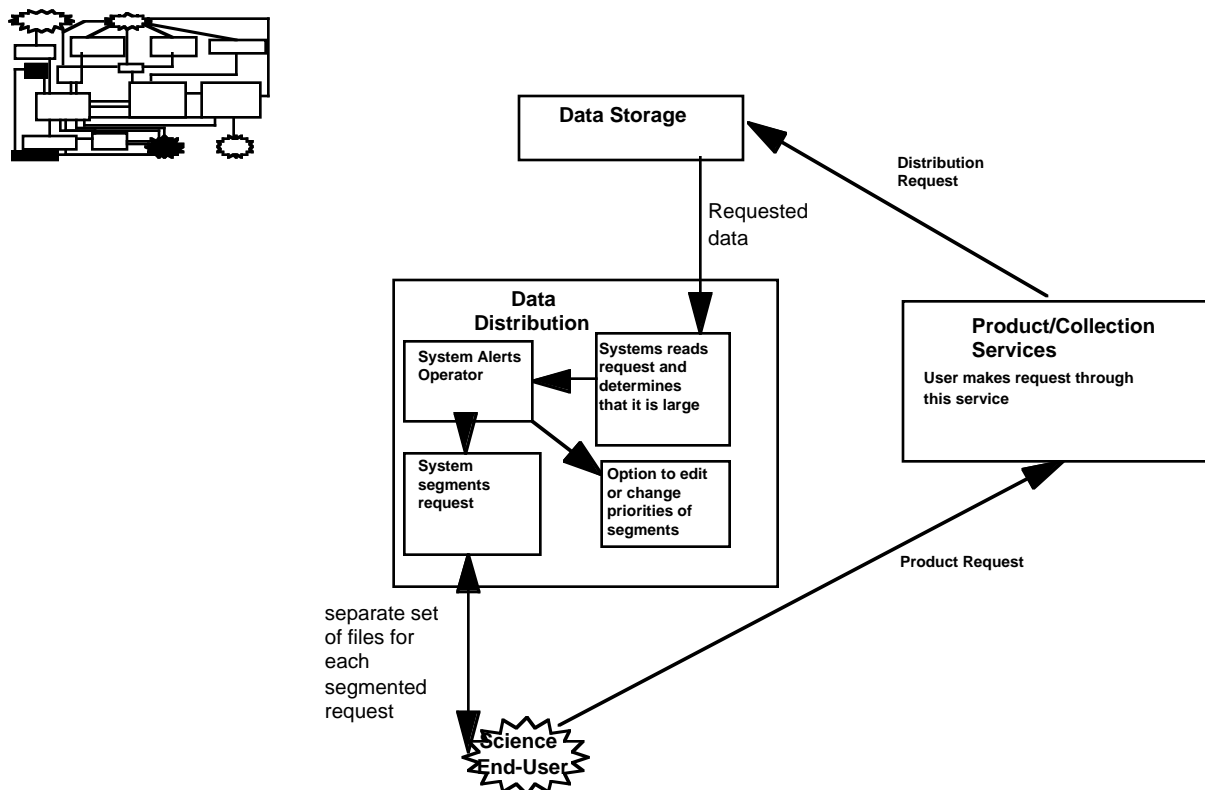 Data Storage
Distribution
Request
Requested
data
Data
Distribution
Product/Collection
Services
User makes request through
this service
System Alerts
Operator
Systems reads
request and
determines
that it is large
System
segments
request
Option to edit
or change
priorities of
segments
Product Request
separate set
of files for
each
segmented
request
Science
End-User